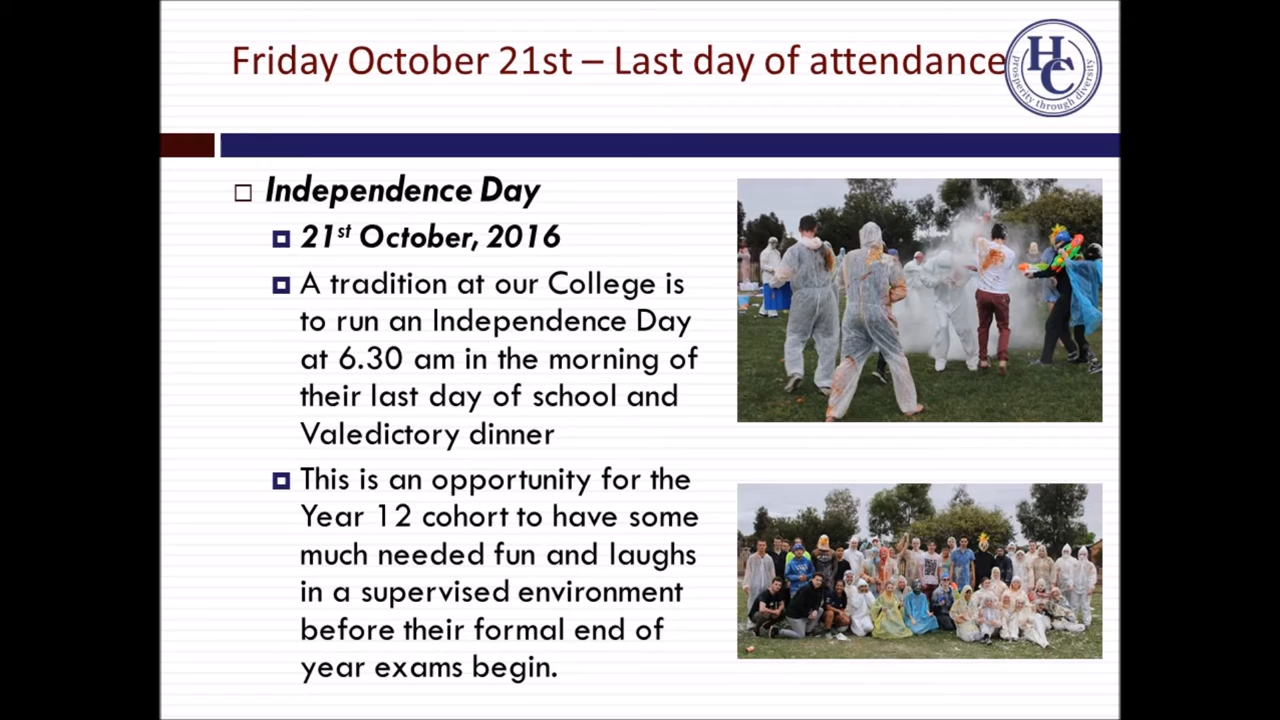 Friday October 21st – Last day of attendance
HC
prosperity through diversity
Independence Day
21st October, 2016
A tradition at our College is
to run an Independence Day
at 6.30 am in the morning of
their last day of school and
Valedictory dinner
This is an opportunity for the
Year 12 cohort to have some
much needed fun and laughs
in a supervised environment
before their formal end of
year exams begin.